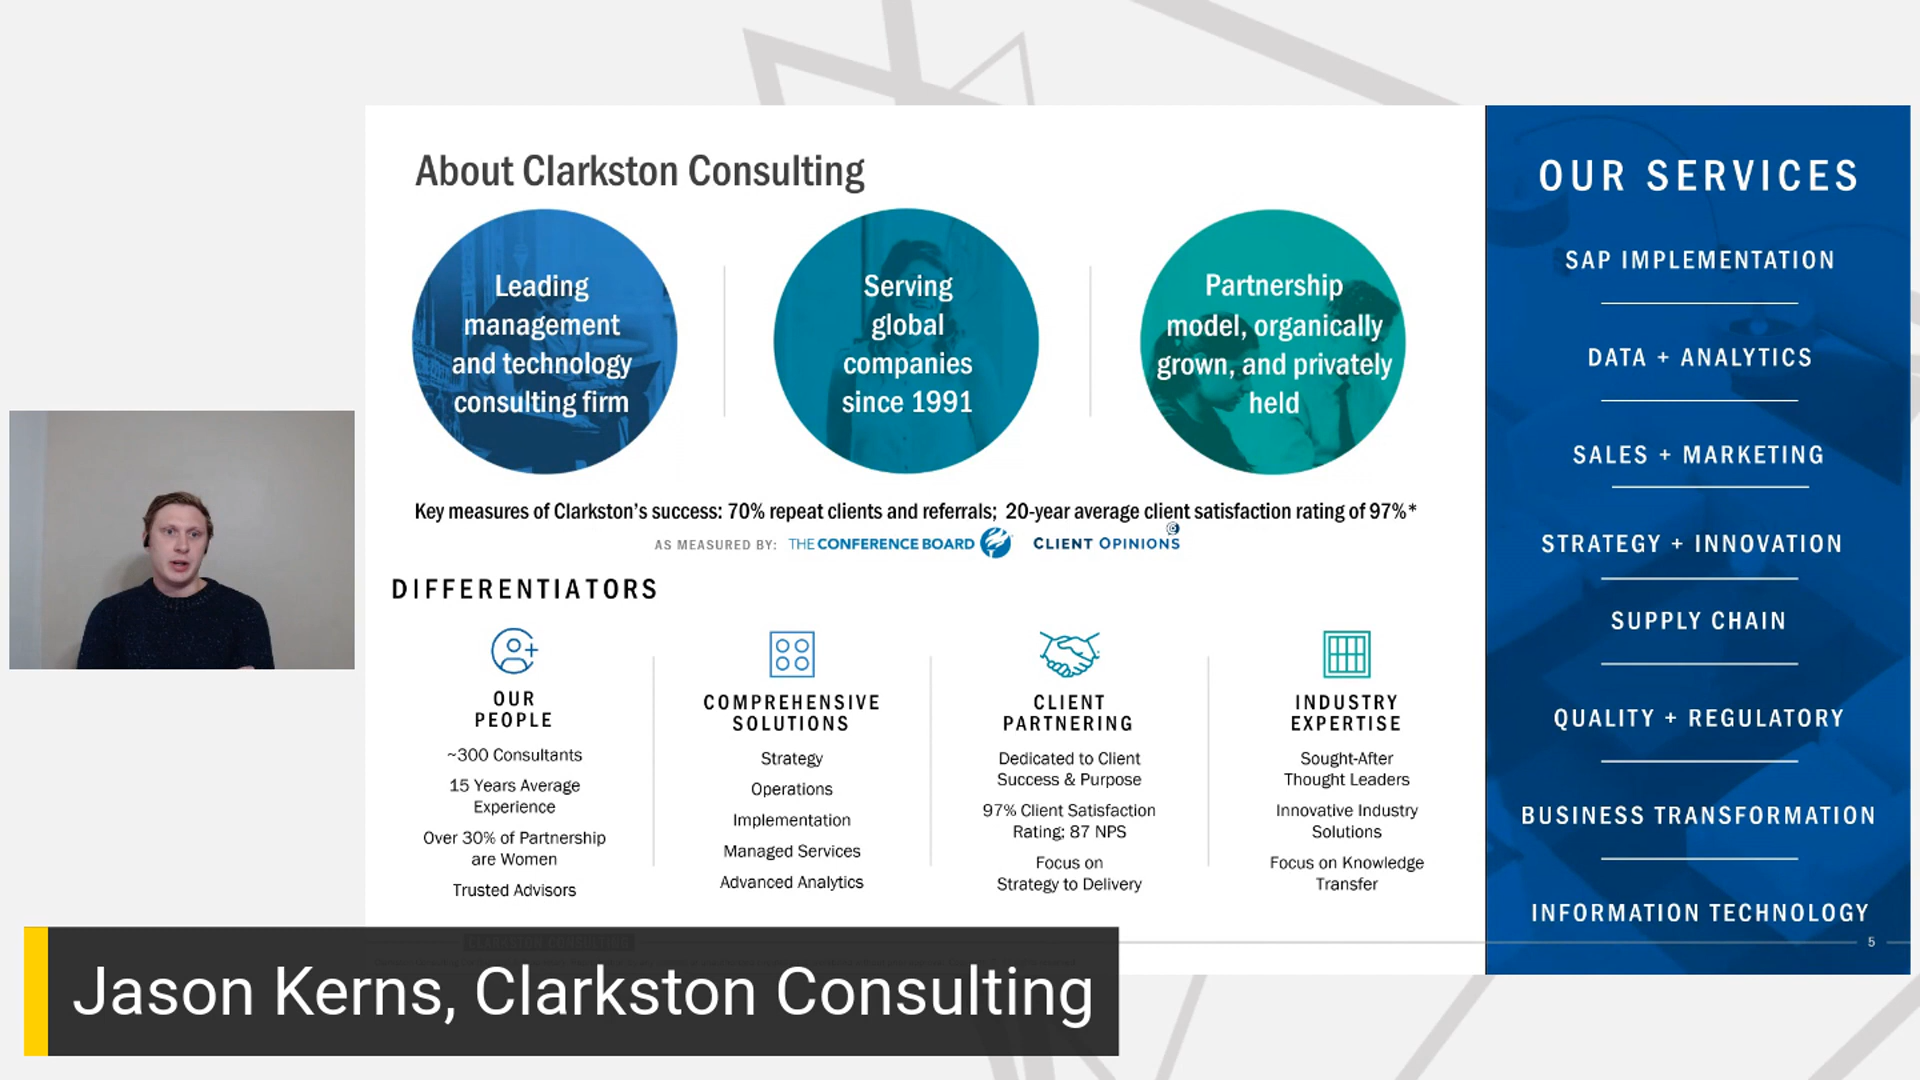 About Clarkston Consulting
Leading
management
and technology
consulting firm
Serving
global
companies
since 1991
Partnership
model, organically
grown, and privately
held
Key measures of Clarkston's success: 70% repeat clients and referrals; 20-year average client satisfaction rating of 97%*
AS MEASURED BY: THE CONFERENCE BOARD CLIENT OPINIONS
DIFFERENTIATORS
OUR
PEOPLE
~300 Consultants
15 Years Average
Experience
Over 30% of Partnership
are Women
Trusted Advisors
COMPREHENSIVE
SOLUTIONS
Strategy
Operations
Implementation
Managed Services
Advanced Analytics
CLIENT
PARTNERING
Dedicated to Client
Success & Purpose
97% Client Satisfaction
Rating; 87 NPS
Focus on
Strategy to Delivery
INDUSTRY
EXPERTISE
Sought-After
Thought Leaders
Innovative Industry
Solutions
Focus on Knowledge
Transfer
OUR SERVICES
SAP IMPLEMENTATION
DATA + ANALYTICS
SALES + MARKETING
STRATEGY + INNOVATION
SUPPLY CHAIN
QUALITY + REGULATORY
BUSINESS TRANSFORMATION
INFORMATION TECHNOLOGY
5
CLARKSTON CONSULTING
Jason Kerns, Clarkston Consulting